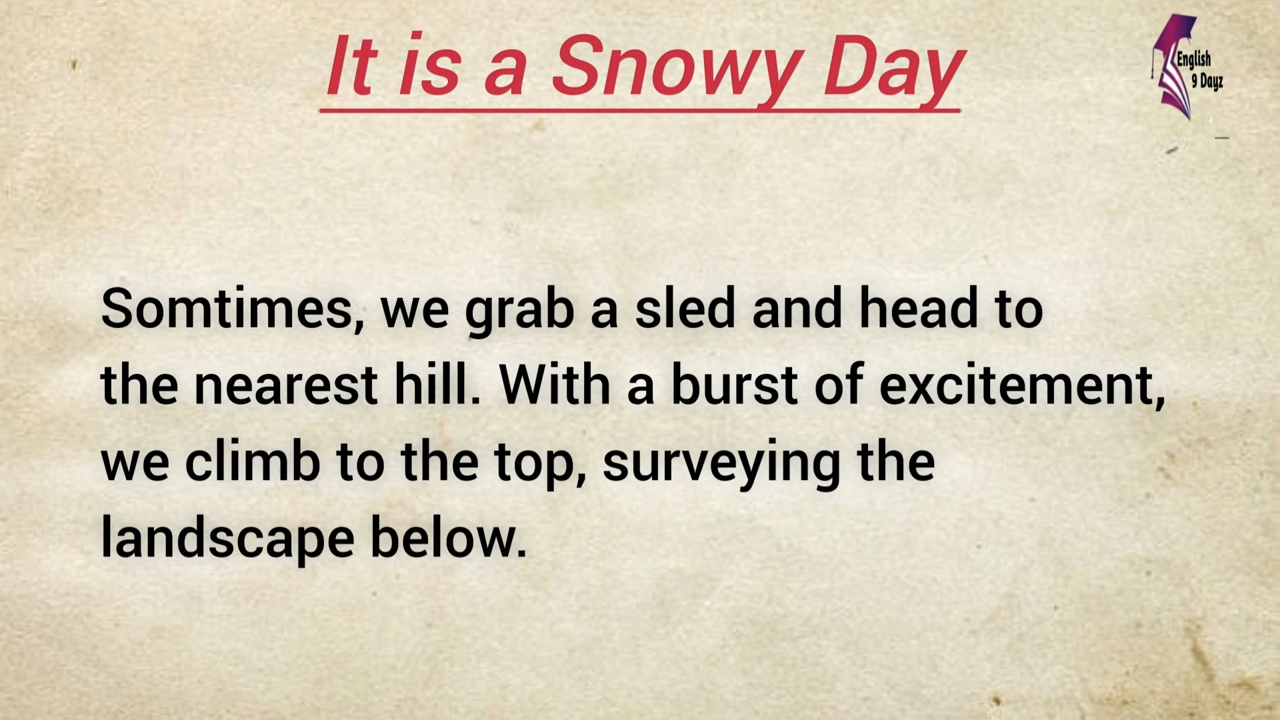 It is a Snowy Day
English
9 Dayz
Somtimes, we grab a sled and head to
the nearest hill. With a burst of excitement,
we climb to the top, surveying the
landscape below.